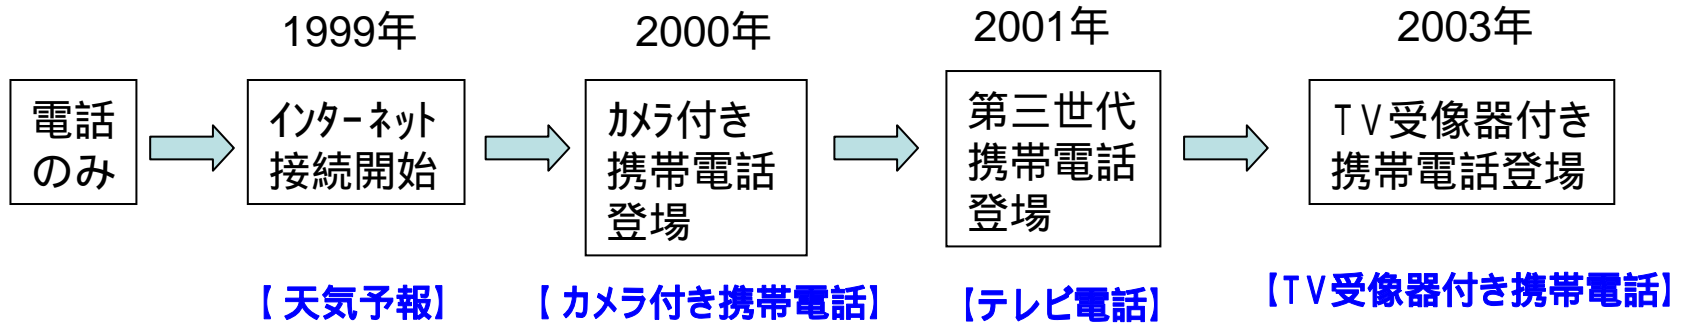 1999年
2000年
2001年
2003年
電話
のみ
インターネット
接続開始
カメラ付き
携帯電話
登場
第三世代
携帯電話
登場
TV受像器付き
携帯電話登場
【天気予報】
【カメラ付き携帯電話】
【テレビ電話】
【TV受像器付き携帯電話】